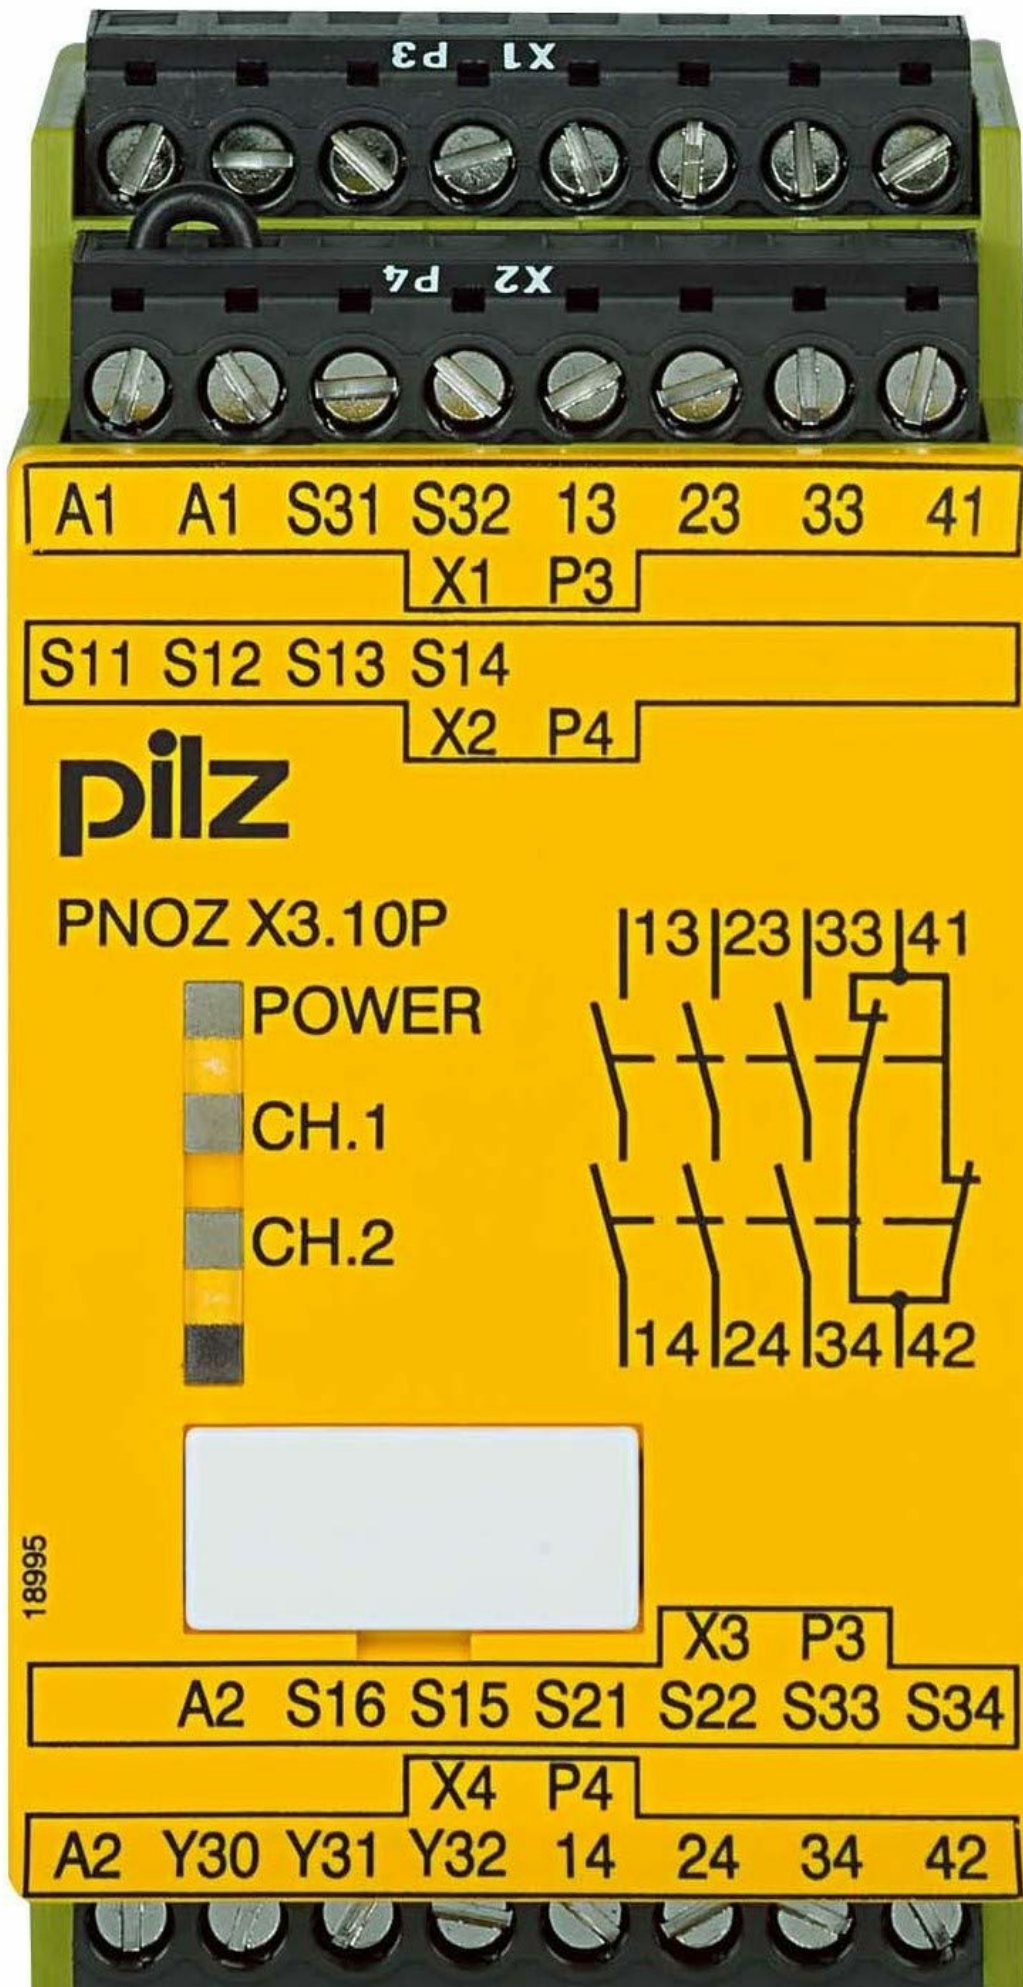 X1 P3
X2 P4
A1 A1 S31 S32 13 23 33 41
X1 P3
S11 S12 S13 S14
X2 P4
pilz
PNOZ X3.10P
13 23 33 41
POWER
CH.1
CH.2
14 24 34 42
18995
X3 P3
A2 S16 S15 S21 S22 S33 S34
X4 P4
A2 Y30 Y31 Y32 14 24 34 42